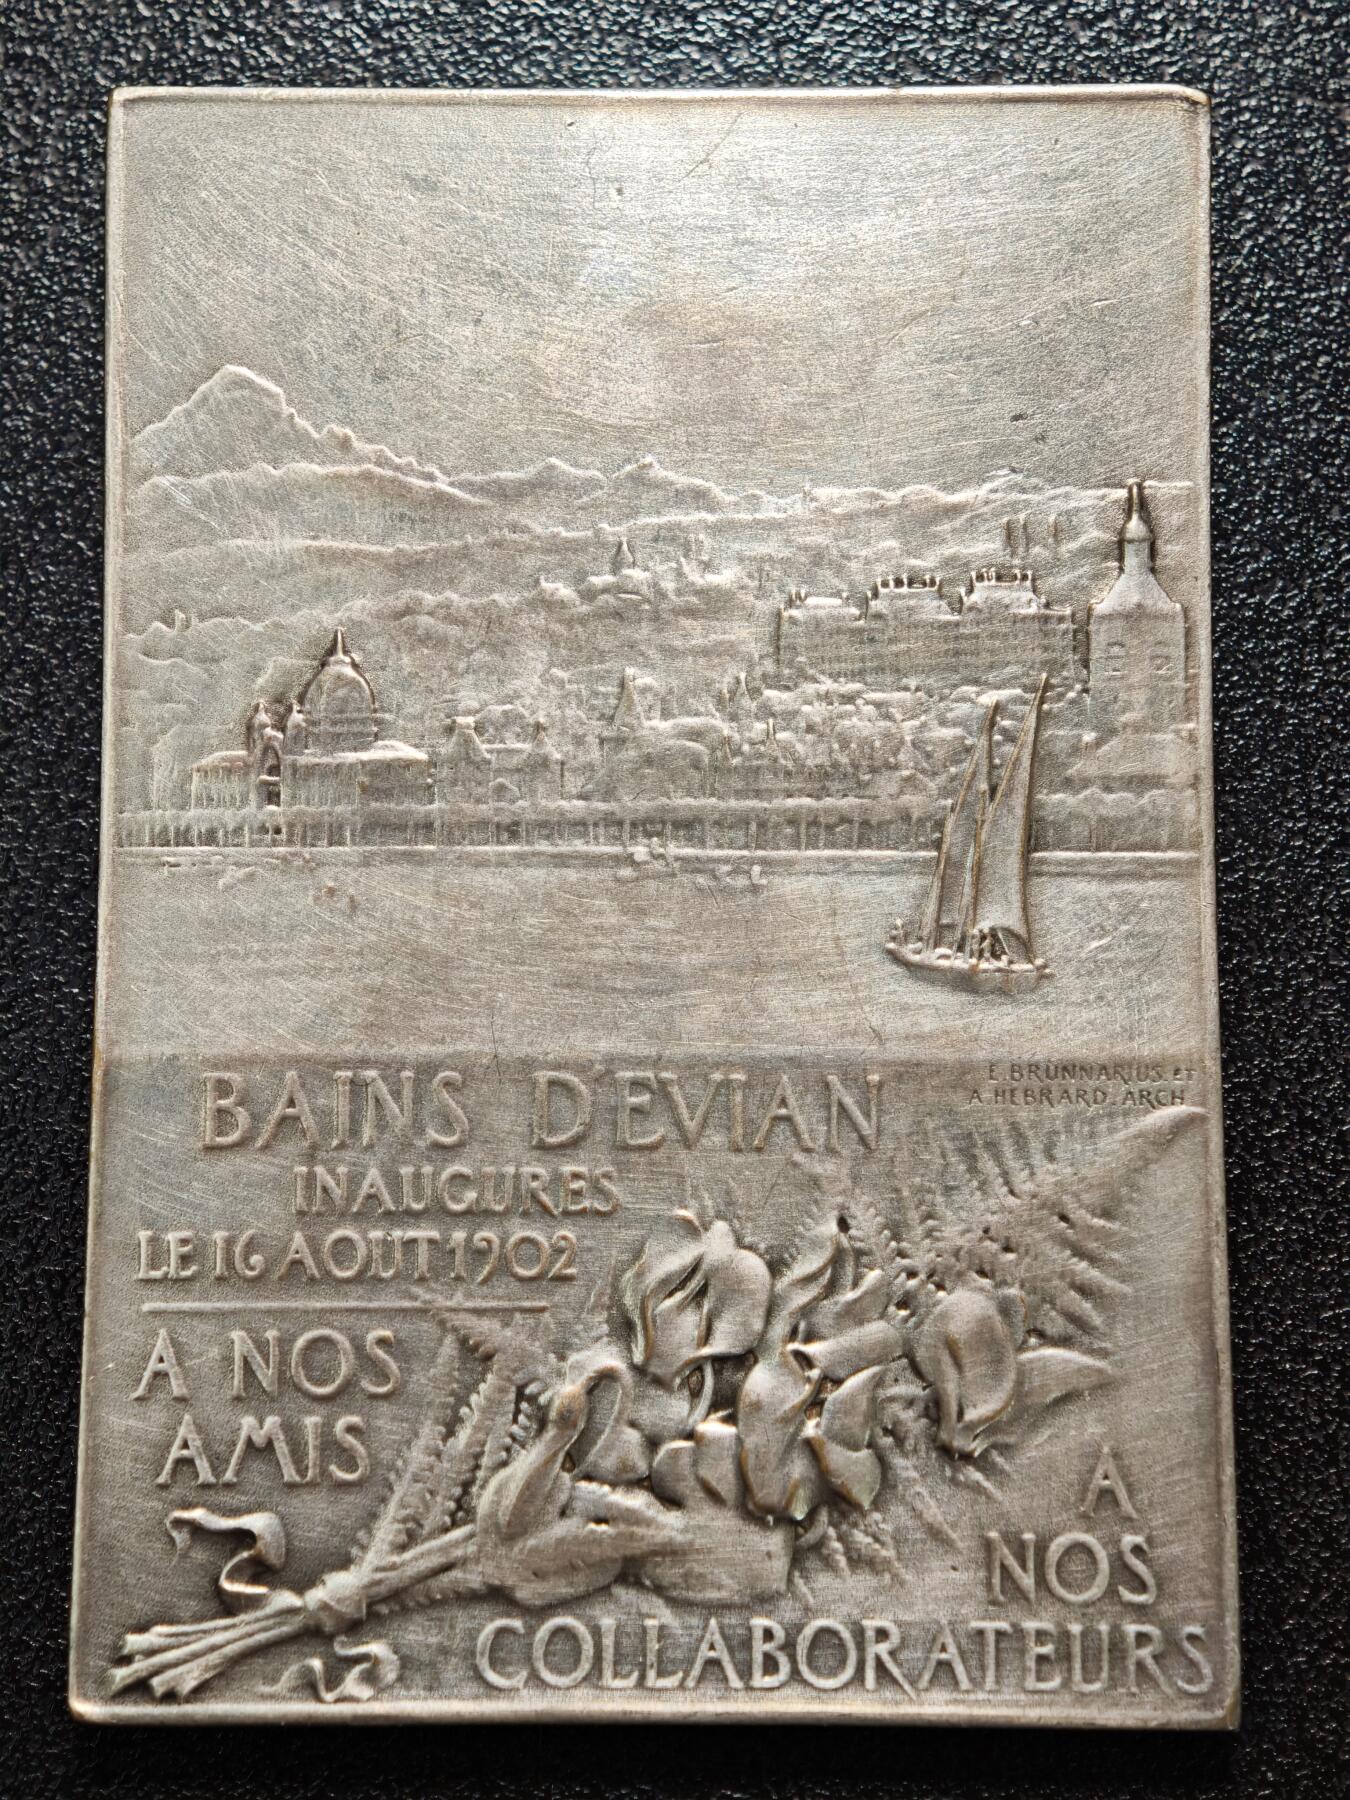 BAINS D'EVIAN
E. BRUNNARIUS et
A HEBRARD. ARCH
INAUGURES
LE 16 AOUT 1902
A NOS
AMIS
A
NOS
COLLABORATEURS